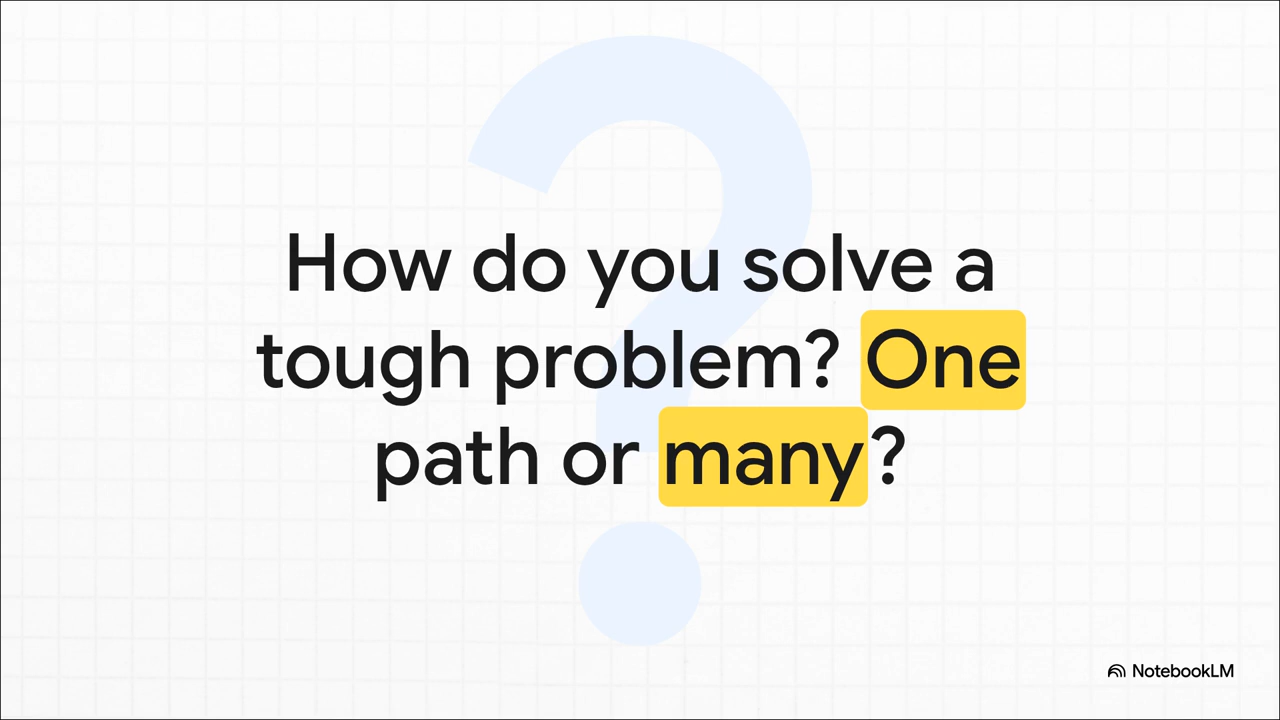 How do you solve a
tough problem? One
path or many?
NotebookLM